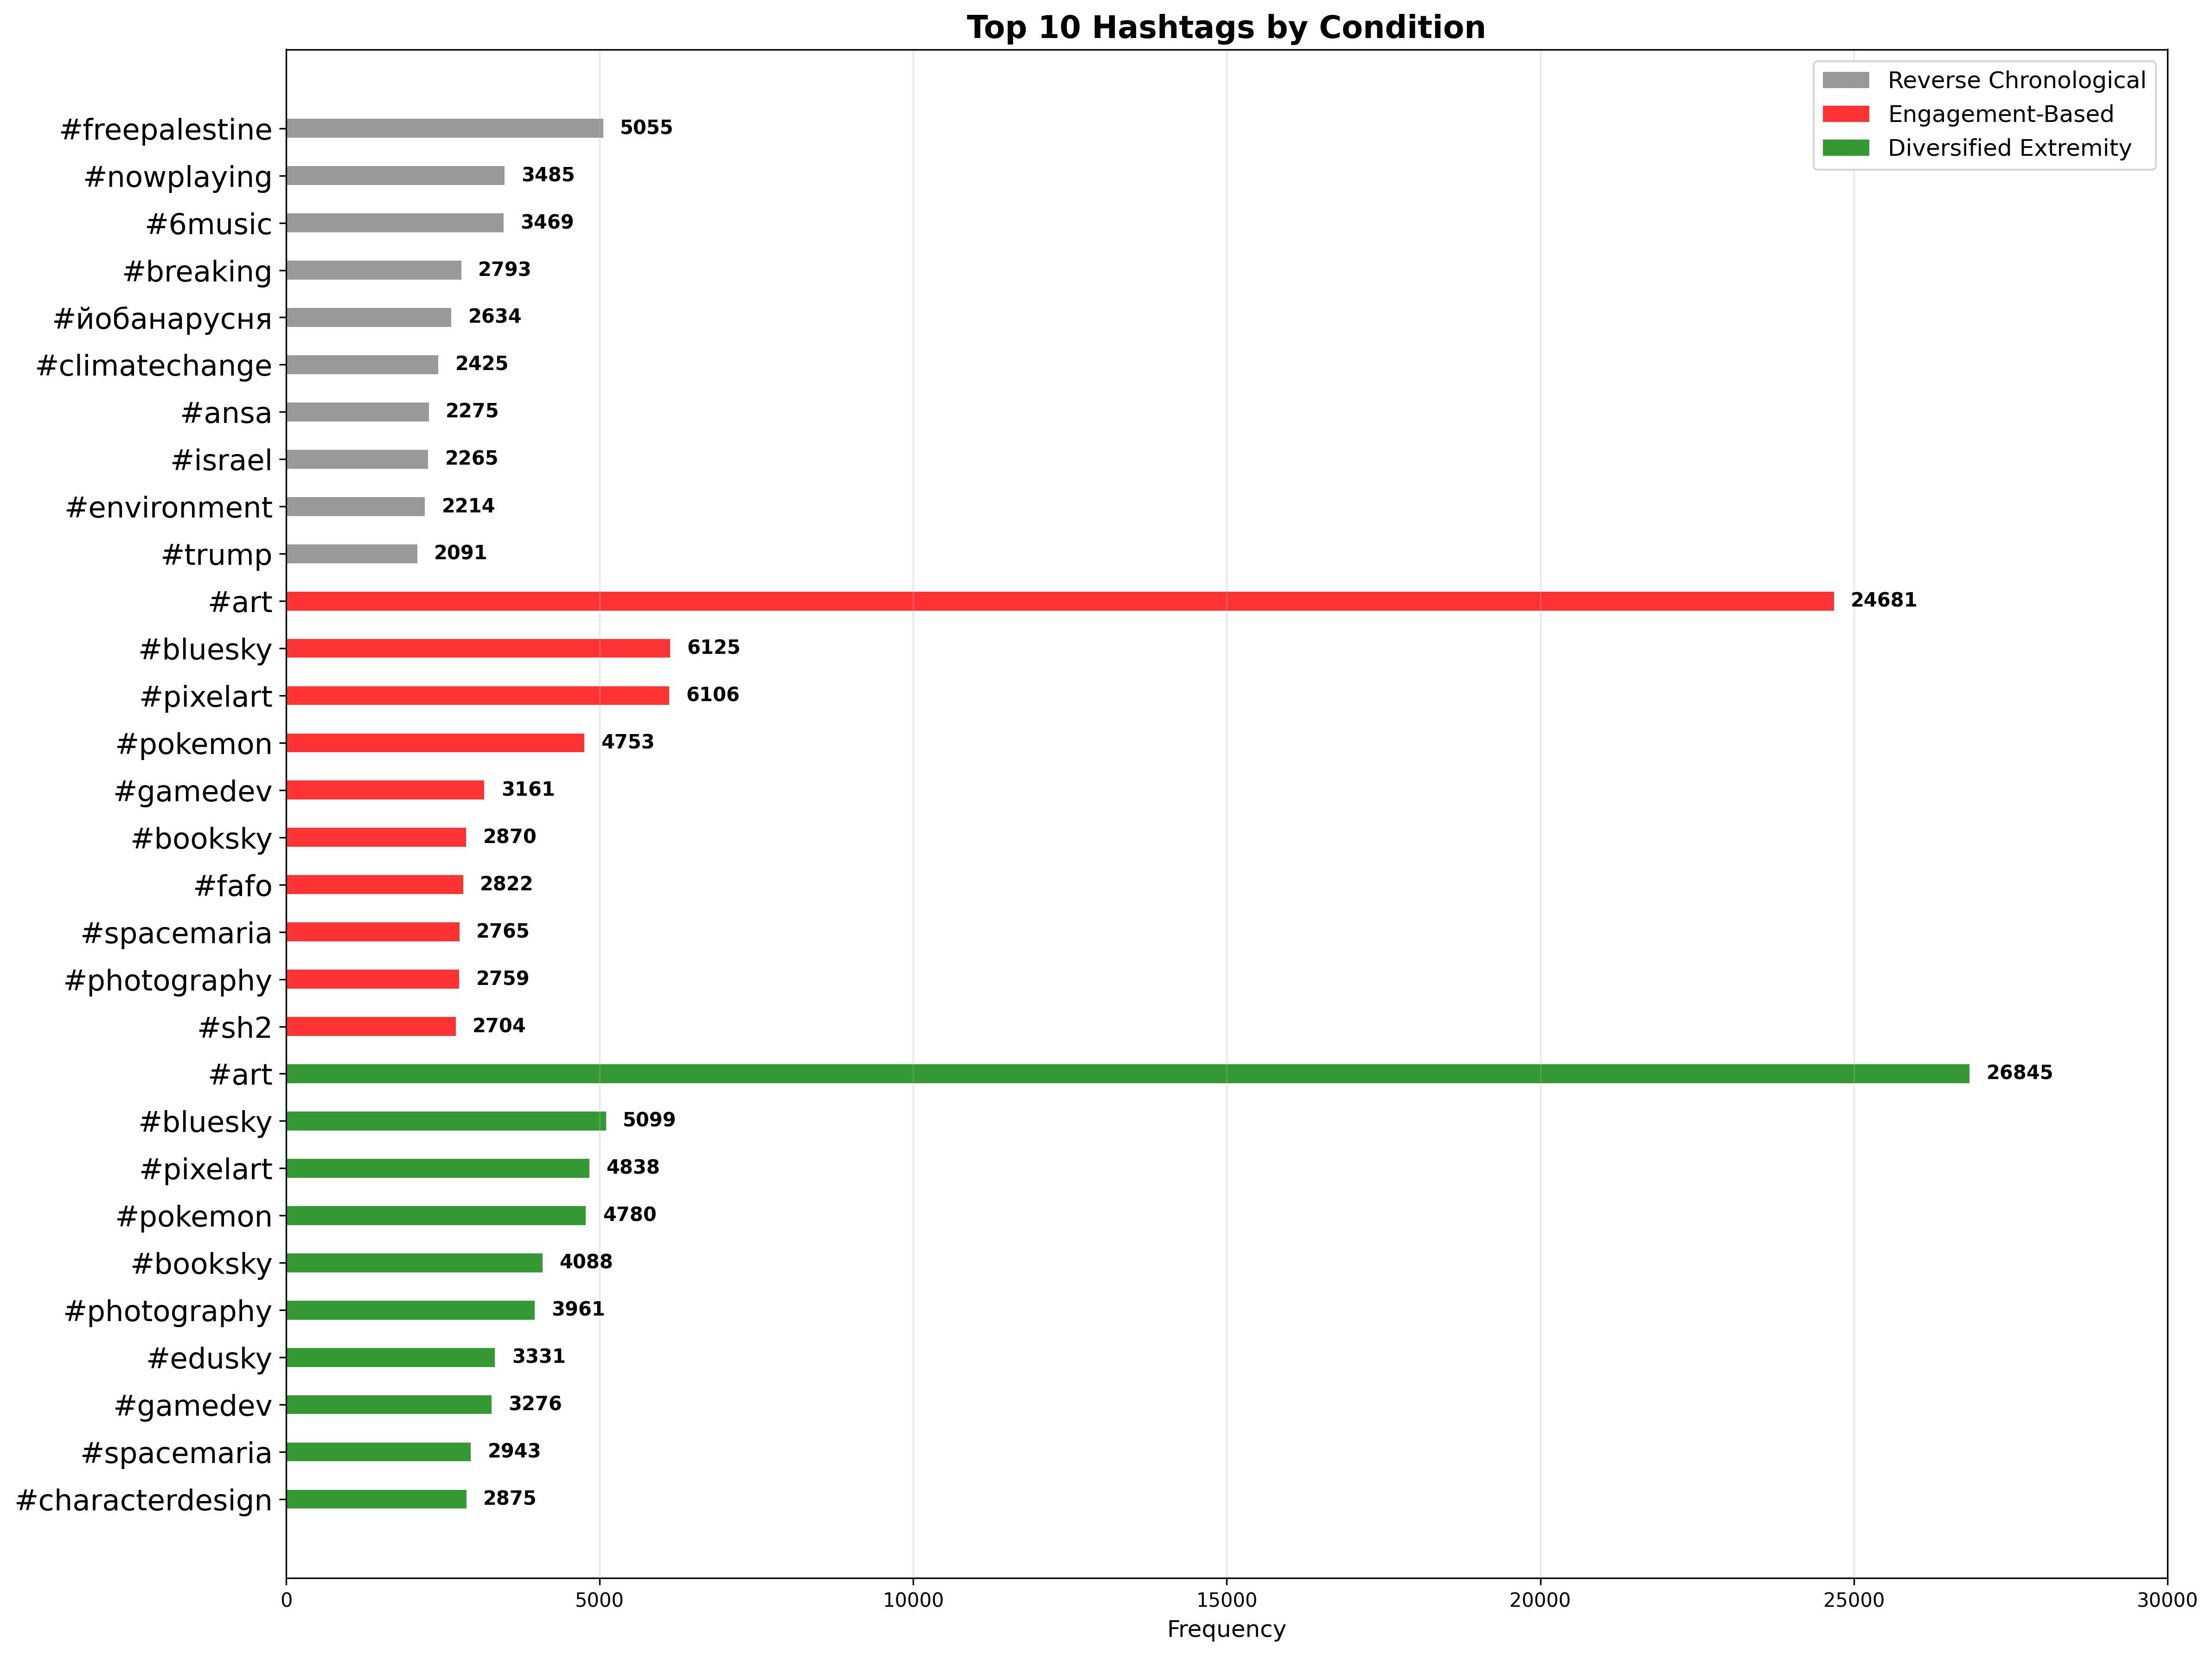 Top 10 Hashtags by Condition
Reverse Chronological
Engagement-Based
Diversified Extremity
#freepalestine 5055
#nowplaying 3485
#6music 3469
#breaking 2793
#йобанарусня 2634
#climatechange 2425
#ansa 2275
#israel 2265
#environment 2214
#trump 2091
#art 24681
#bluesky 6125
#pixelart 6106
#pokemon 4753
#gamedev 3161
#booksky 2870
#fafo 2822
#spacemaria 2765
#photography 2759
#sh2 2704
#art 26845
#bluesky 5099
#pixelart 4838
#pokemon 4780
#booksky 4088
#photography 3961
#edusky 3331
#gamedev 3276
#spacemaria 2943
#characterdesign 2875
0 5000 10000 15000 20000 25000 30000
Frequency